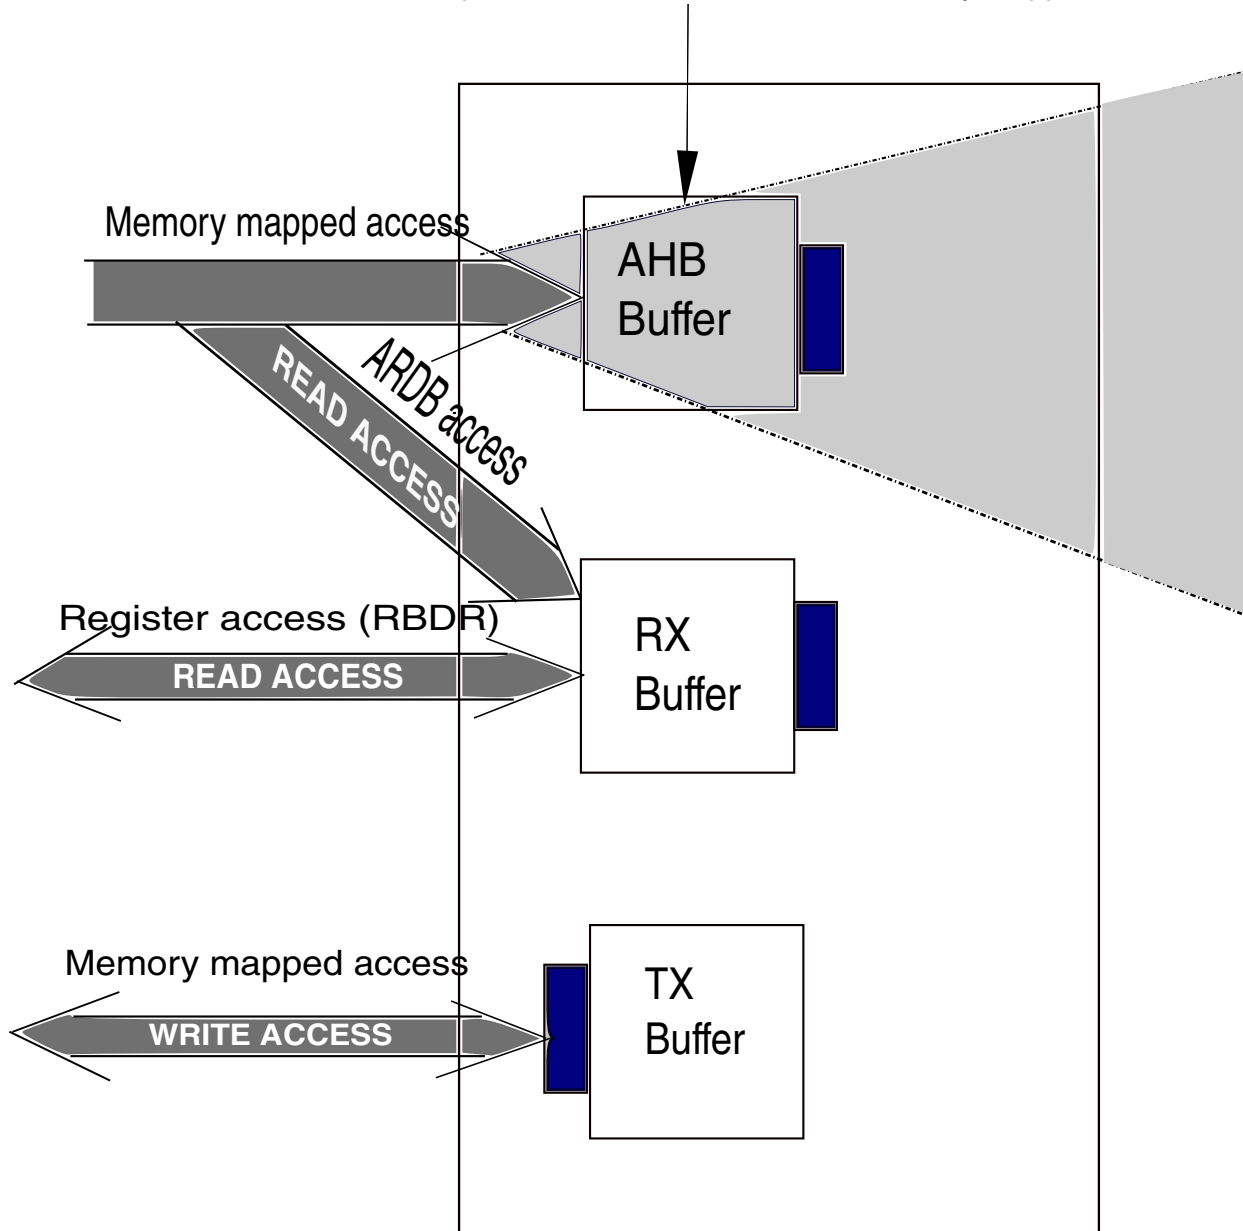 Memory mapped access
AHB
Buffer
READ ACCESS
ARDB access
Register access (RBDR)
READ ACCESS
RX
Buffer
Memory mapped access
WRITE ACCESS
TX
Buffer